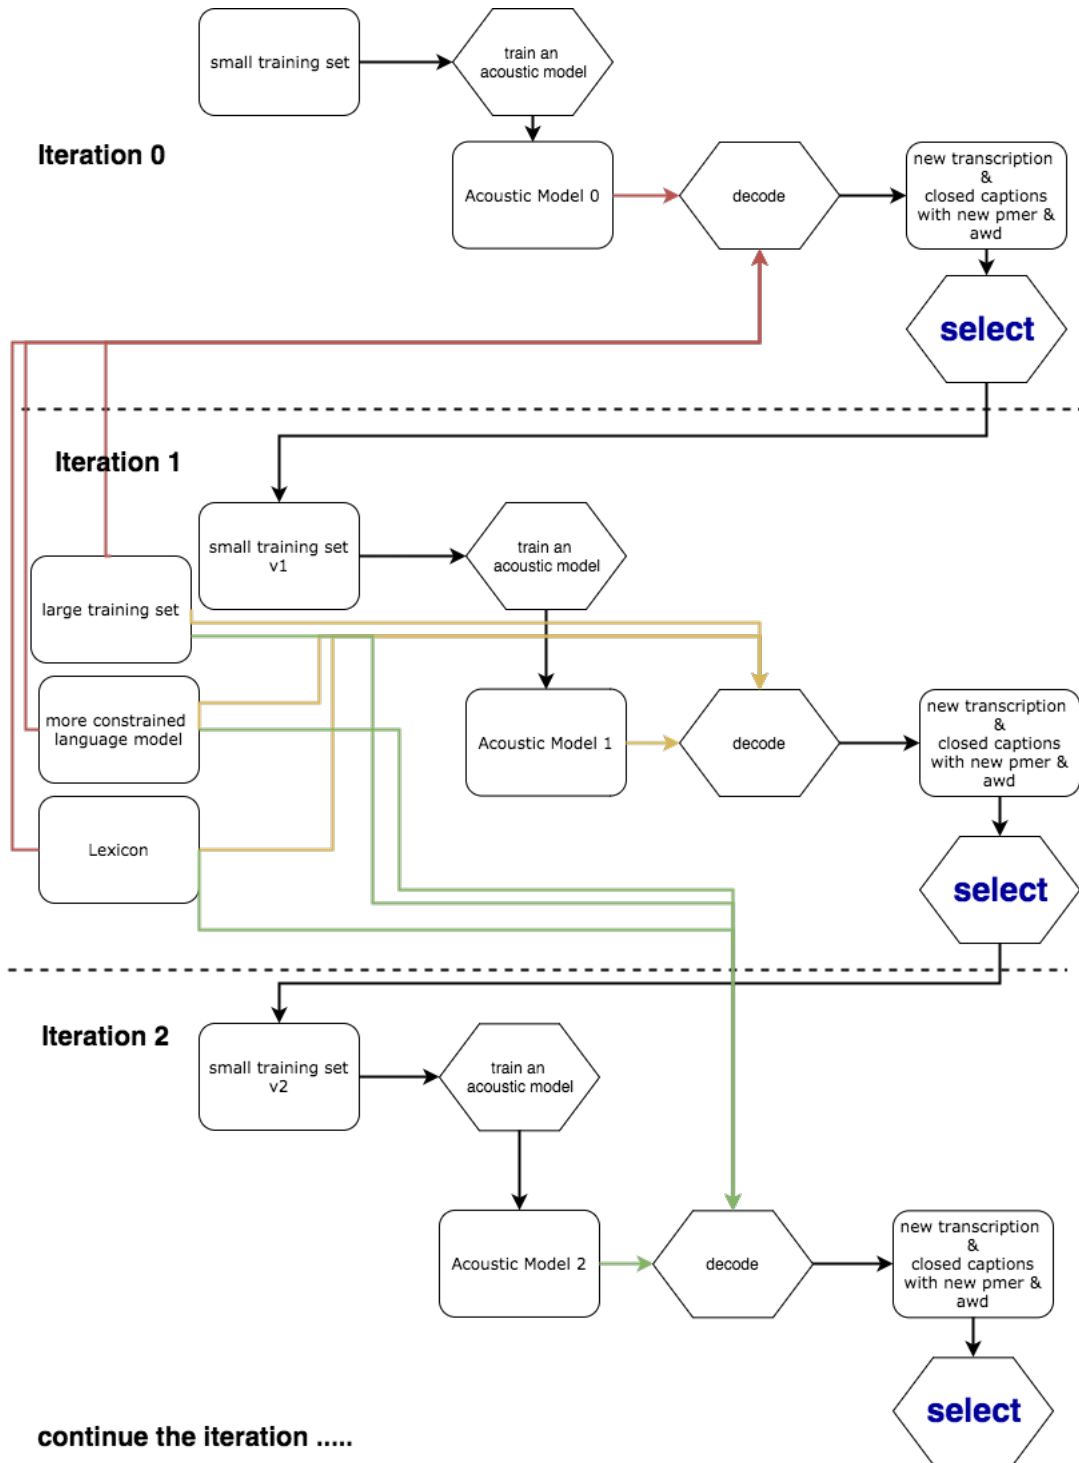 small training set
train an
acoustic model
Iteration 0
Acoustic Model 0
decode
new transcription
&
closed captions
with new pmer &
awd
select
Iteration 1
small training set
v1
train an
acoustic model
large training set
more constrained
language model
Acoustic Model 1
decode
new transcription
&
closed captions
with new pmer &
awd
Lexicon
select
Iteration 2
small training set
v2
train an
acoustic model
Acoustic Model 2
decode
new transcription
&
closed captions
with new pmer &
awd
select
continue the iteration .....